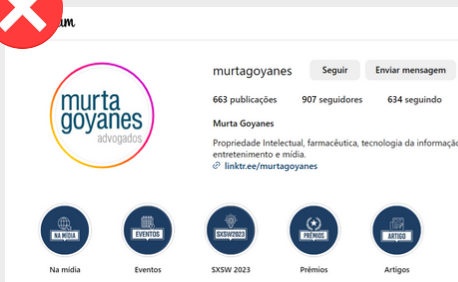 murtagoyanes Seguir Enviar mensagem
663 publicações 907 seguidores 634 seguindo
murta
goyanes
advogados
Murta Goyanes
Propriedade Intelectual, farmacêutica, tecnologia da informação
entretenimento e mídia.
linktr.ee/murtagoyanes
NA MÍDIA EVENTOS SXSW2023 PRÊMIOS ARTIGO
Na mídia Eventos SXSW 2023 Prêmios Artigos